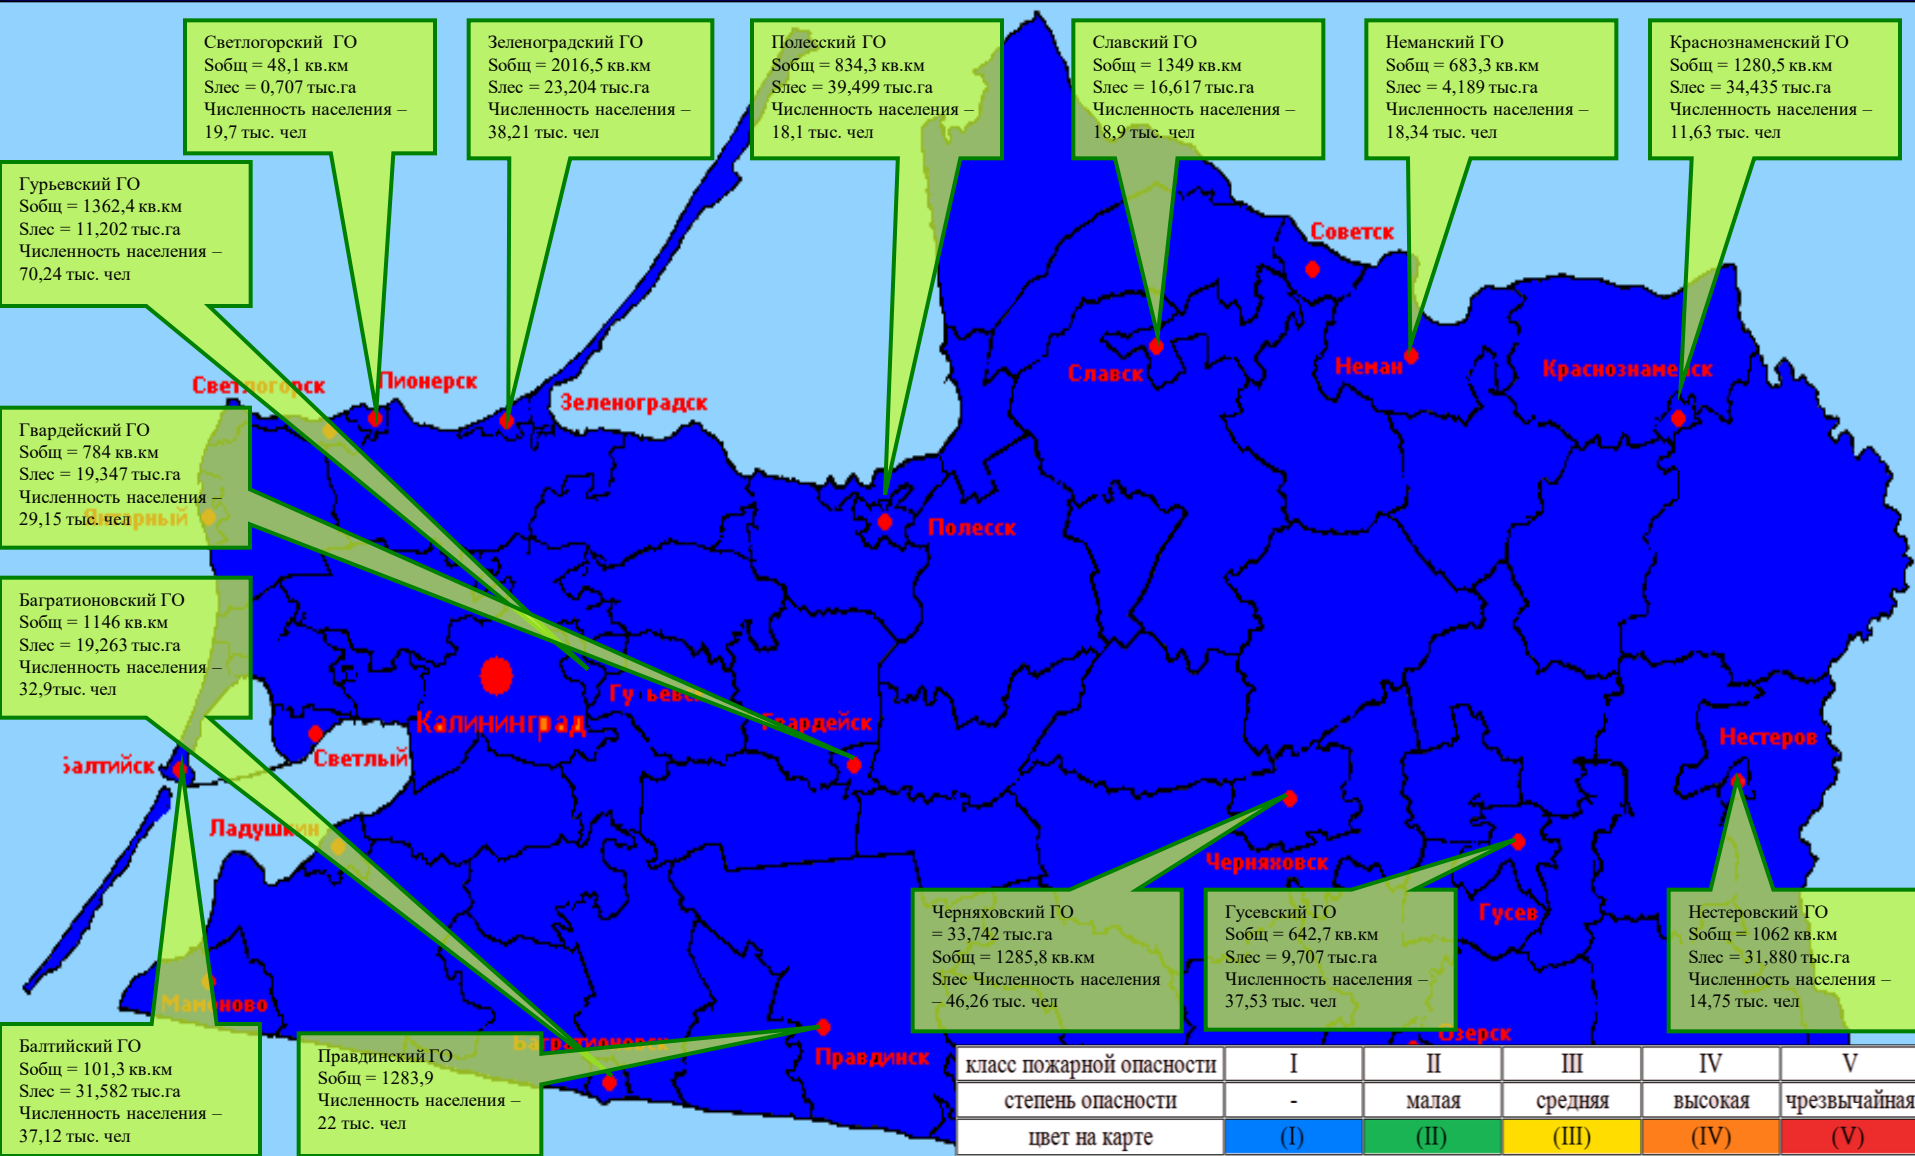 Светлогорский ГО
Sобщ = 48,1 кв.км
Sлес = 0,707 тыс.га
Численность населения –
19,7 тыс. чел
Зеленоградский ГО
Sобщ = 2016,5 кв.км
Sлес = 23,204 тыс.га
Численность населения –
38,21 тыс. чел
Полесский ГО
Sобщ = 834,3 кв.км
Sлес = 39,499 тыс.га
Численность населения –
18,1 тыс. чел
Славский ГО
Sобщ = 1349 кв.км
Sлес = 16,617 тыс.га
Численность населения –
18,9 тыс. чел
Неманский ГО
Sобщ = 683,3 кв.км
Sлес = 4,189 тыс.га
Численность населения –
18,34 тыс. чел
Краснознаменский ГО
Sобщ = 1280,5 кв.км
Sлес = 34,435 тыс.га
Численность населения –
11,63 тыс. чел
Гурьевский ГО
Sобщ = 1362,4 кв.км
Sлес = 11,202 тыс.га
Численность населения –
70,24 тыс. чел
Советск
Славск
Неман
Краснознаменск
Светлогорск
Пионерск
Зеленоградск
Гвардейский ГО
Sобщ = 784 кв.км
Sлес = 19,347 тыс.га
Численность населения –
29,15 тыс. чел
Янтарный
Полесск
Багратионовский ГО
Sобщ = 1146 кв.км
Sлес = 19,263 тыс.га
Численность населения –
32,9тыс. чел
Гурьевск
Калининград
Гвардейск
Нестеров
Светлый
Балтийск
Ладушкин
Черняховск
Гусев
Черняховский ГО
= 33,742 тыс.га
Sобщ = 1285,8 кв.км
Sлес Численность населения
– 46,26 тыс. чел
Гусевский ГО
Sобщ = 642,7 кв.км
Sлес = 9,707 тыс.га
Численность населения –
37,53 тыс. чел
Нестеровский ГО
Sобщ = 1062 кв.км
Sлес = 31,880 тыс.га
Численность населения –
14,75 тыс. чел
Мамоново
Багратионовск
Озерск
Правдинск
Балтийский ГО
Sобщ = 101,3 кв.км
Sлес = 31,582 тыс.га
Численность населения –
37,12 тыс. чел
Правдинский ГО
Sобщ = 1283,9
Численность населения –
22 тыс. чел
класс пожарной опасности I II III IV V
степень опасности - малая средняя высокая чрезвычайная
цвет на карте (I) (II) (III) (IV) (V)